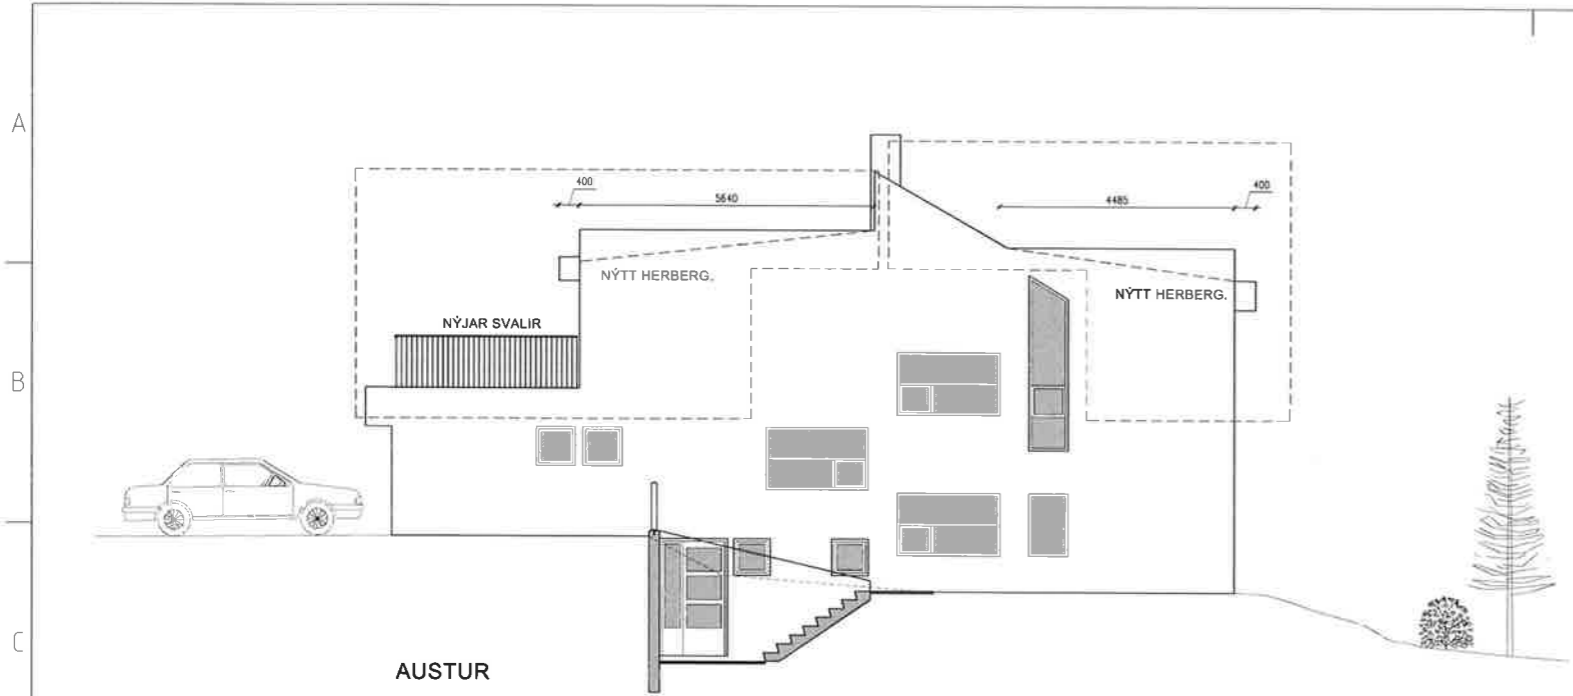 A
400
5640
4485
400
NÝTT HERBERG.
NÝTT HERBERG.
NÝJAR SVALIR
B
C
AUSTUR